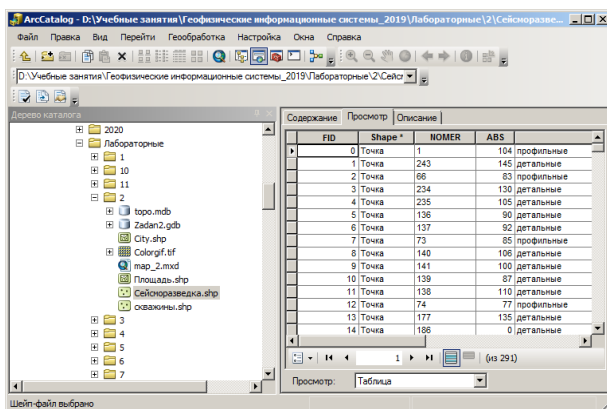 ArcCatalog - D:\Учебные занятия\Геофизические информационные системы_2019\Лабораторные\2\Сейсморазве...
Файл Правка Вид Перейти Геообработка Настройка Окна Справка
D:\Учебные занятия\Геофизические информационные системы_2019\Лабораторные\2\Сейсм
Дерево каталога
2020
Лабораторные
1
10
11
2
topo.mdb
Zadan2.gdb
City.shp
Colorgif.tif
map_2.mxd
Площадь.shp
Сейсморазведка.shp
скважины.shp
3
4
5
6
7
Содержание Просмотр Описание
FID Shape * NOMER ABS
0 Точка 1 104 профильные
1 Точка 243 145 детальные
2 Точка 66 83 профильные
3 Точка 234 130 детальные
4 Точка 235 105 детальные
5 Точка 136 90 детальные
6 Точка 137 92 детальные
7 Точка 73 85 профильные
8 Точка 140 106 детальные
9 Точка 141 100 детальные
10 Точка 139 87 детальные
11 Точка 138 110 детальные
12 Точка 74 77 профильные
13 Точка 177 135 детальные
14 Точка 186 0 детальные
1 (из 291)
Просмотр: Таблица
Шейп-файл выбрано